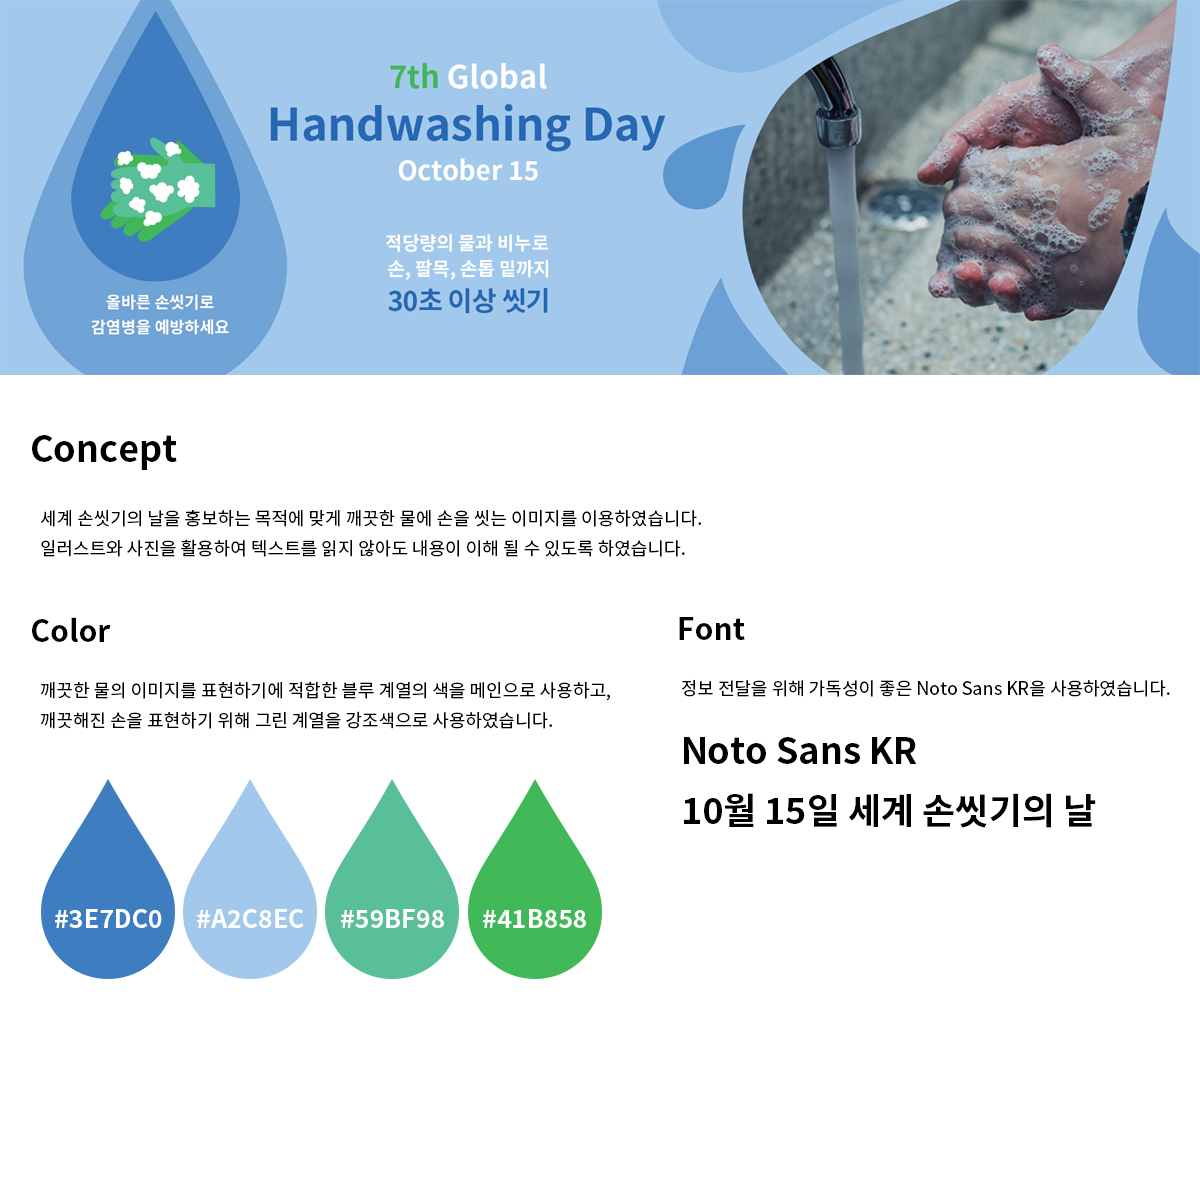 7th Global
Handwashing Day
October 15
적당량의 물과 비누로
손, 팔목, 손톱 밑까지
30초 이상 씻기
올바른 손씻기로
감염병을 예방하세요
Concept
세계 손씻기의 날을 홍보하는 목적에 맞게 깨끗한 물에 손을 씻는 이미지를 이용하였습니다.
일러스트와 사진을 활용하여 텍스트를 읽지 않아도 내용이 이해 될 수 있도록 하였습니다.
Color
깨끗한 물의 이미지를 표현하기에 적합한 블루 계열의 색을 메인으로 사용하고,
깨끗해진 손을 표현하기 위해 그린 계열을 강조색으로 사용하였습니다.
#3E7DC0
#A2C8EC
#59BF98
#41B858
Font
정보 전달을 위해 가독성이 좋은 Noto Sans KR을 사용하였습니다.
Noto Sans KR
10월 15일 세계 손씻기의 날